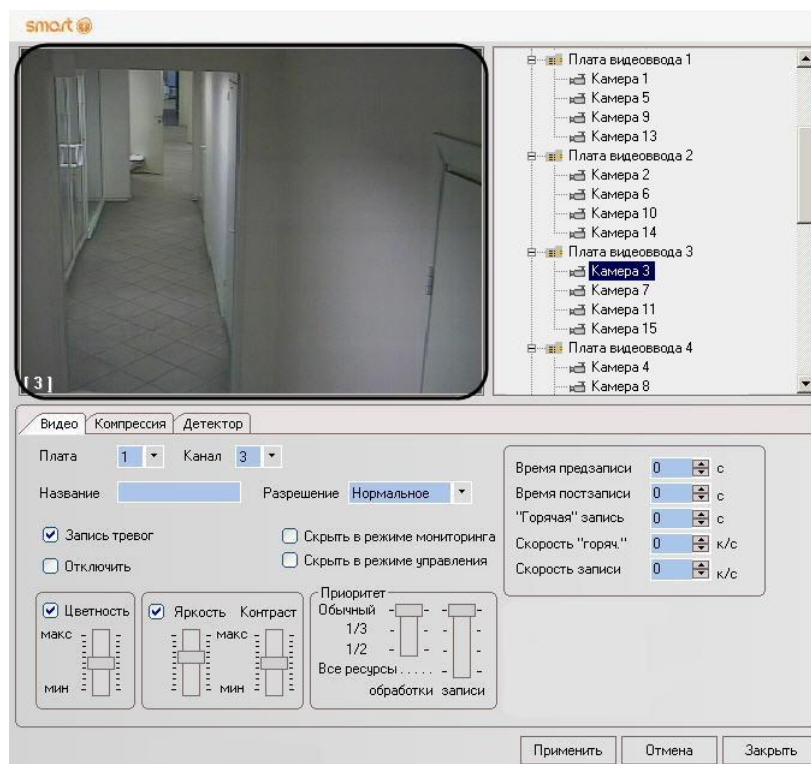 smart
[3]
Плата видеоввода 1
Камера 1
Камера 5
Камера 9
Камера 13
Плата видеоввода 2
Камера 2
Камера 6
Камера 10
Камера 14
Плата видеоввода 3
Камера 3
Камера 7
Камера 11
Камера 15
Плата видеоввода 4
Камера 4
Камера 8
Видео Компрессия Детектор
Плата 1 Канал 3
Название Разрешение Нормальное
Запись тревог
Отключить
Скрыть в режиме мониторинга
Скрыть в режиме управления
Время предзаписи 0 с
Время постзаписи 0 с
"Горячая" запись 0 с
Скорость "горяч." 0 к/с
Скорость записи 0 к/с
Цветность
макс
мин
Яркость Контраст
макс
мин
Приоритет
Обычный
1/3
1/2
Все ресурсы . . . . .
обработки записи
Применить Отмена Закрыть